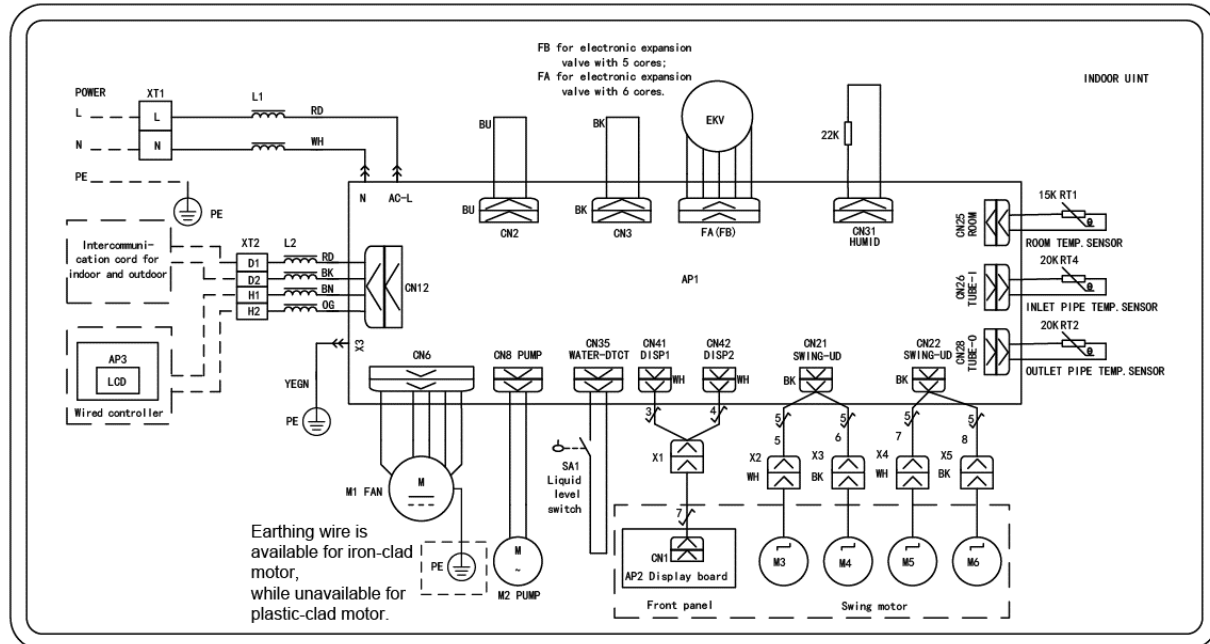 FB for electronic expansion
valve with 5 cores;
FA for electronic expansion
valve with 6 cores.
INDOOR UINT
POWER
XT1
L1
L
L
RD
N
N
WH
PE
PE
N
AC-L
BU
BU
CN2
BK
BK
CN3
EKV
FA(FB)
22K
CN31
HUMID
CN25
ROOM
15K RT1
θ
ROOM TEMP. SENSOR
CN26
TUBE-I
20K RT4
θ
INLET PIPE TEMP. SENSOR
CN28
TUBE-O
20K RT2
θ
OUTLET PIPE TEMP. SENSOR
AP1
Intercommuni-
cation cord for
indoor and outdoor
XT2
L2
D1
RD
D2
BK
H1
BN
H2
OG
CN12
AP3
LCD
Wired controller
X3
YEGN
PE
CN6
CN8 PUMP
CN35
WATER-DTCT
CN41
DISP1
WH
CN42
DISP2
WH
CN21
SWING-UD
BK
CN22
SWING-UD
BK
3
4
5
5
5
5
5
6
7
8
X1
X2
WH
X3
BK
X4
WH
X5
BK
SA1
Liquid
level
switch
M1 FAN
M
Earthing wire is
available for iron-clad
motor,
while unavailable for
plastic-clad motor.
PE
M
~
M2 PUMP
7
CN1
AP2 Display board
Front panel
M3
M4
M5
M6
Swing motor